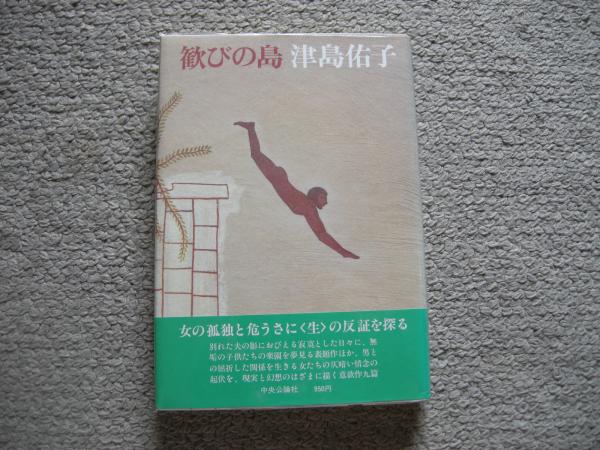 歓びの島 津島佑子
女の孤独と危うさに〈生〉の反証を探る
別れた夫の影におびえる寂寞とした日々に、無
垢の子供たちの楽園を夢見る表題作ほか、男と
の屈折した関係を生きる女たちの仄暗い情念の
起伏を、現実と幻想のはざまに描く意欲作九篇
中央公論社 950円